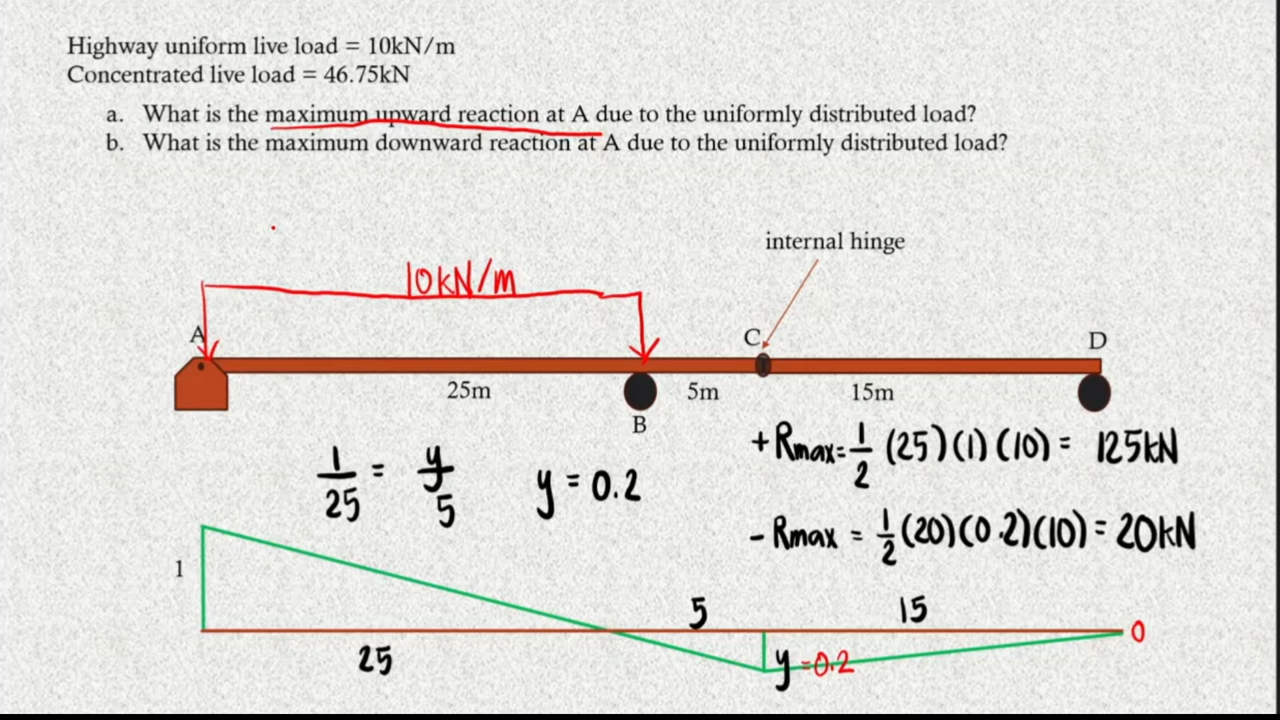 Highway uniform live load = 10kN/m
Concentrated live load = 46.75kN
a. What is the maximum upward reaction at A due to the uniformly distributed load?
b. What is the maximum downward reaction at A due to the uniformly distributed load?
internal hinge
10kN/m
A
C
D
25m
5m
15m
B
+Rmax = 1/2 (25)(1)(10) = 125kN
1/25 = y/5
y = 0.2
-Rmax = 1/2 (20)(0.2)(10) = 20kN
1
5
15
0
25
y = 0.2